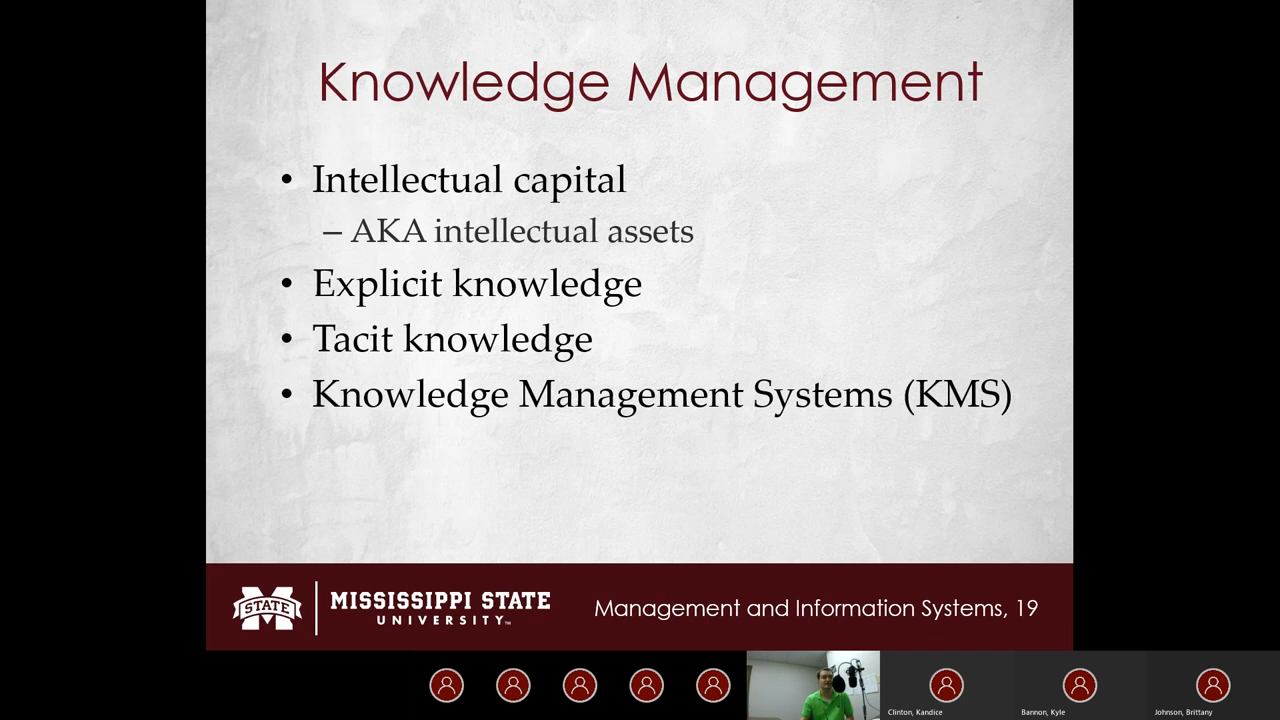 Knowledge Management
• Intellectual capital
– AKA intellectual assets
• Explicit knowledge
• Tacit knowledge
• Knowledge Management Systems (KMS)
STATE
MISSISSIPPI STATE
UNIVERSITY™
Management and Information Systems, 19
Clinton, Kandice
Bannon, Kyle
Johnson, Brittany